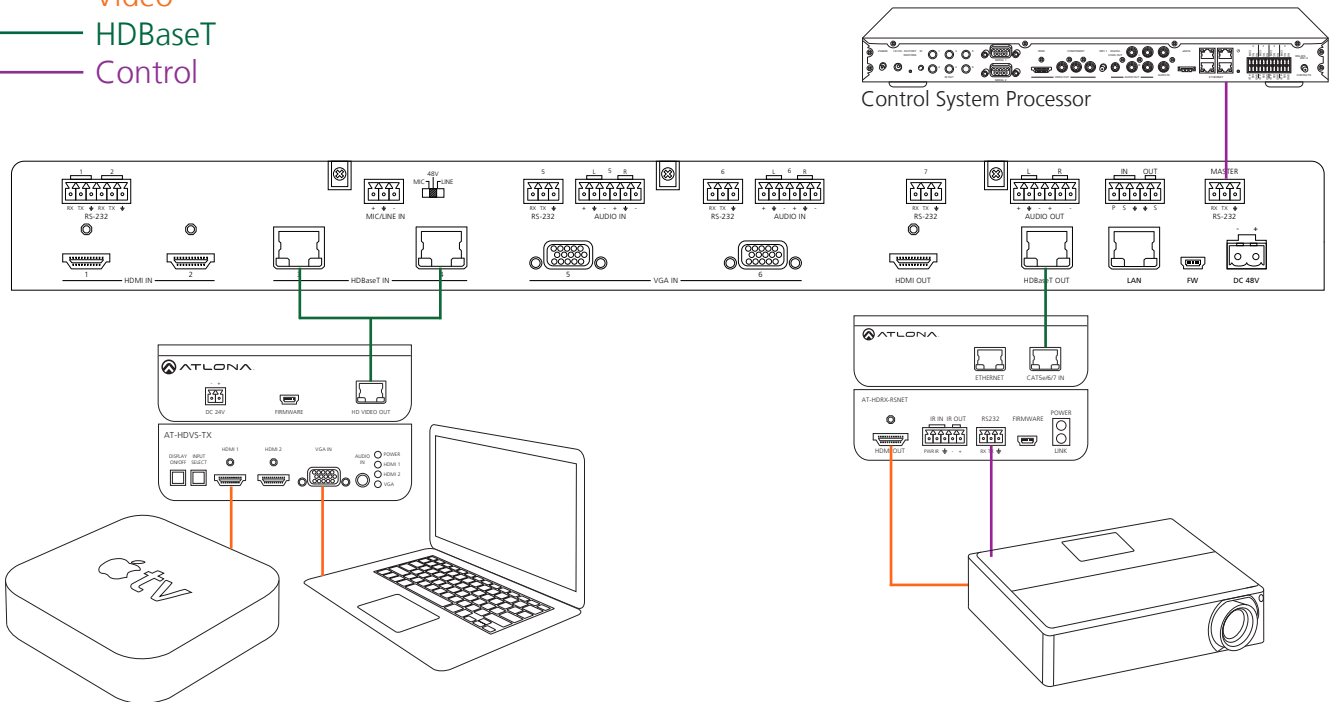 Video
HDBaseT
Control
Control System Processor
1 2
RX TX RX TX
RS-232
48V
MIC LINE
+ -
MIC/LINE IN
5
RX TX
RS-232
L 5 R
+ - + -
AUDIO IN
6
RX TX
RS-232
L 6 R
+ - + -
AUDIO IN
7
RX TX
RS-232
L R
+ - + -
AUDIO OUT
IN OUT
P S S
MASTER
RX TX
RS-232
- +
1 HDMI IN 2
3 HDBaseT IN 4
5 VGA IN 6
HDMI OUT
HDBaseT OUT
LAN
FW
DC 48V
ATLONA
- +
DC 24V
FIRMWARE
HD VIDEO OUT
AT-HDVS-TX
DISPLAY ON/OFF
INPUT SELECT
HDMI 1
HDMI 2
VGA IN
AUDIO IN
POWER
HDMI 1
HDMI 2
VGA
ATLONA
ETHERNET
CAT5e/6/7 IN
AT-HDRX-RSNET
HDMI OUT
IR IN IR OUT
PWR IR - +
RS232
RX TX
FIRMWARE
POWER
LINK
tv